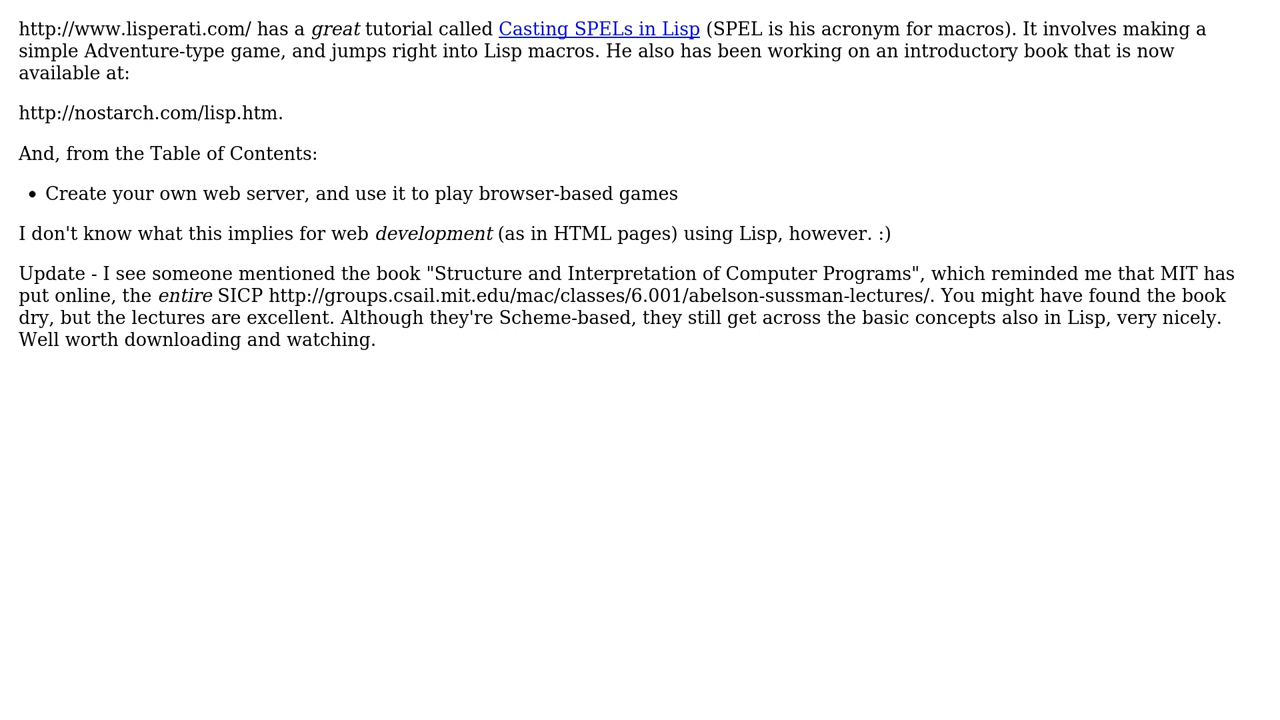 http://www.lisperati.com/ has a great tutorial called Casting SPELs in Lisp (SPEL is his acronym for macros). It involves making a
simple Adventure-type game, and jumps right into Lisp macros. He also has been working on an introductory book that is now
available at:
http://nostarch.com/lisp.htm.
And, from the Table of Contents:
• Create your own web server, and use it to play browser-based games
I don't know what this implies for web development (as in HTML pages) using Lisp, however. :)
Update - I see someone mentioned the book "Structure and Interpretation of Computer Programs", which reminded me that MIT has
put online, the entire SICP http://groups.csail.mit.edu/mac/classes/6.001/abelson-sussman-lectures/. You might have found the book
dry, but the lectures are excellent. Although they're Scheme-based, they still get across the basic concepts also in Lisp, very nicely.
Well worth downloading and watching.